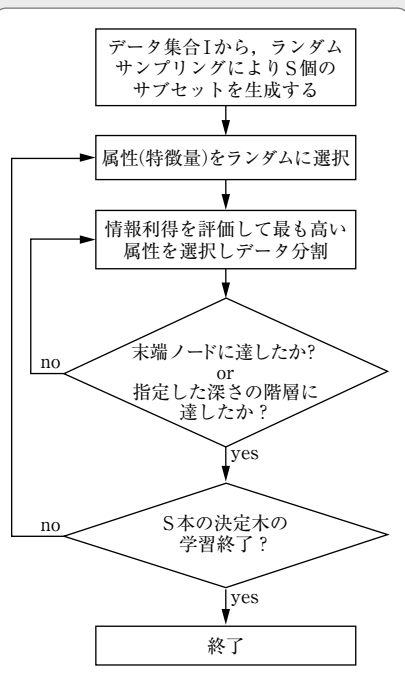 データ集合Iから，ランダム
サンプリングによりS個の
サブセットを生成する
属性(特徴量)をランダムに選択
情報利得を評価して最も高い
属性を選択しデータ分割
末端ノードに達したか?
or
指定した深さの階層に
達したか？
no
yes
S本の決定木の
学習終了？
no
yes
終了